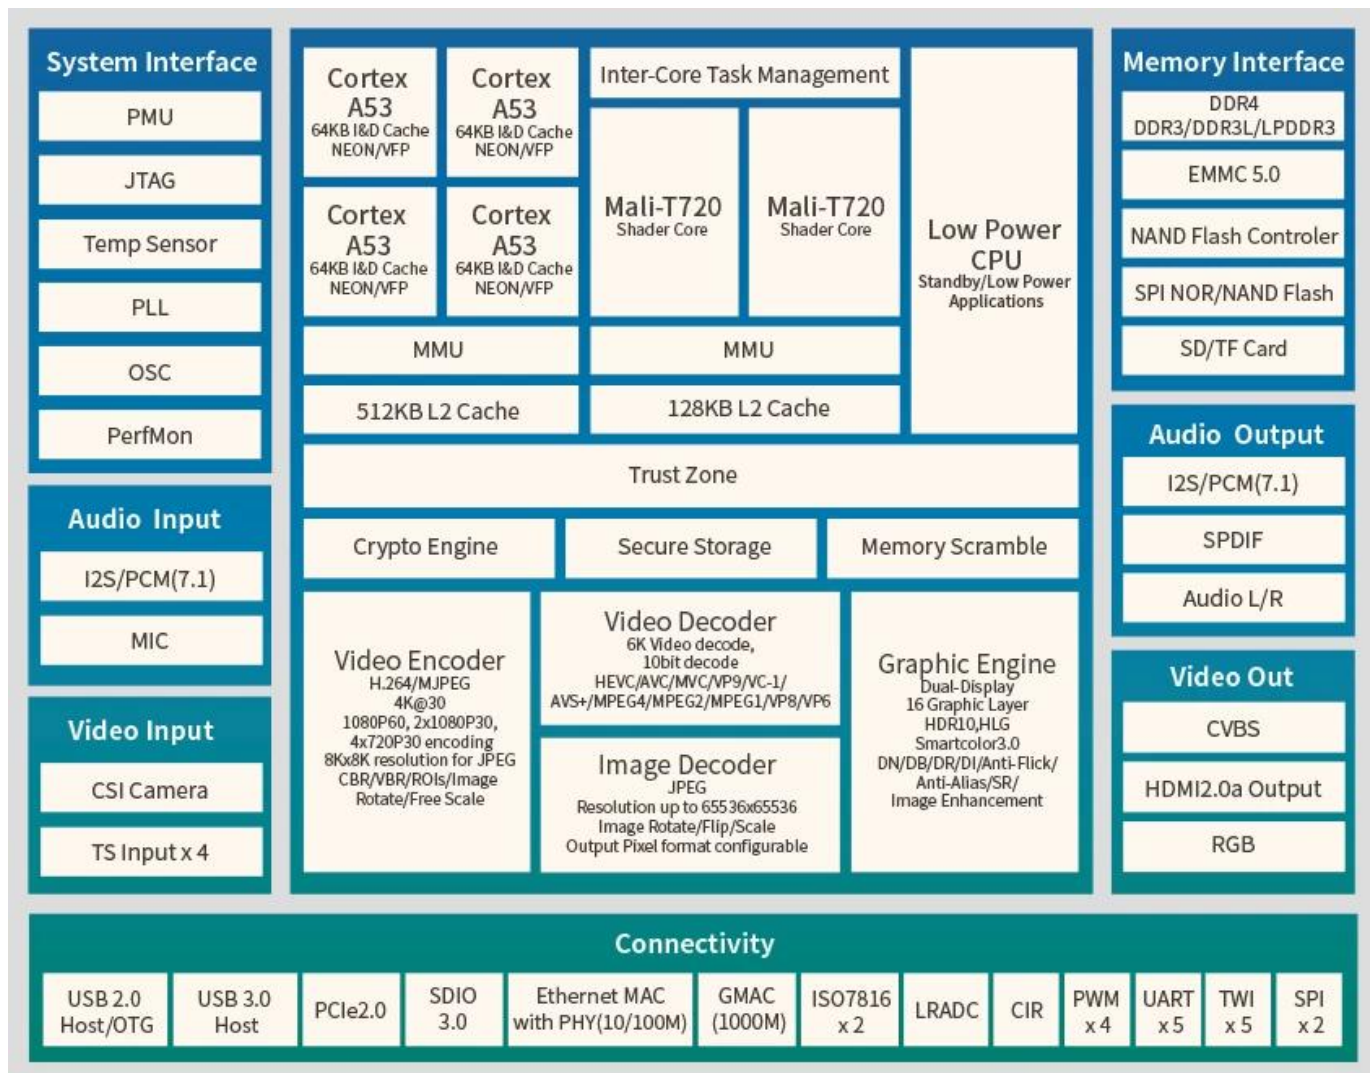 System Interface
PMU
JTAG
Temp Sensor
PLL
OSC
PerfMon
Audio Input
I2S/PCM(7.1)
MIC
Video Input
CSI Camera
TS Input x 4
Cortex
A53
64KB I&D Cache
NEON/VFP
Cortex
A53
64KB I&D Cache
NEON/VFP
Cortex
A53
64KB I&D Cache
NEON/VFP
Cortex
A53
64KB I&D Cache
NEON/VFP
MMU
512KB L2 Cache
Inter-Core Task Management
Mali-T720
Shader Core
Mali-T720
Shader Core
MMU
128KB L2 Cache
Low Power
CPU
Standby/Low Power
Applications
Trust Zone
Crypto Engine
Secure Storage
Memory Scramble
Video Encoder
H.264/MJPEG
4K@30
1080P60, 2x1080P30,
4x720P30 encoding
8Kx8K resolution for JPEG
CBR/VBR/ROIs/Image
Rotate/Free Scale
Video Decoder
6K Video decode,
10bit decode
HEVC/AVC/MVC/VP9/VC-1/
AVS+/MPEG4/MPEG2/MPEG1/VP8/VP6
Image Decoder
JPEG
Resolution up to 65536x65536
Image Rotate/Flip/Scale
Output Pixel format configurable
Graphic Engine
Dual-Display
16 Graphic Layer
HDR10,HLG
Smartcolor3.0
DN/DB/DR/DI/Anti-Flick/
Anti-Alias/SR/
Image Enhancement
Memory Interface
DDR4
DDR3/DDR3L/LPDDR3
EMMC 5.0
NAND Flash Controler
SPI NOR/NAND Flash
SD/TF Card
Audio Output
I2S/PCM(7.1)
SPDIF
Audio L/R
Video Out
CVBS
HDMI2.0a Output
RGB
Connectivity
USB 2.0
Host/OTG
USB 3.0
Host
PCIe2.0
SDIO
3.0
Ethernet MAC
with PHY(10/100M)
GMAC
(1000M)
ISO7816
x 2
LRADC
CIR
PWM
x 4
UART
x 5
TWI
x 5
SPI
x 2